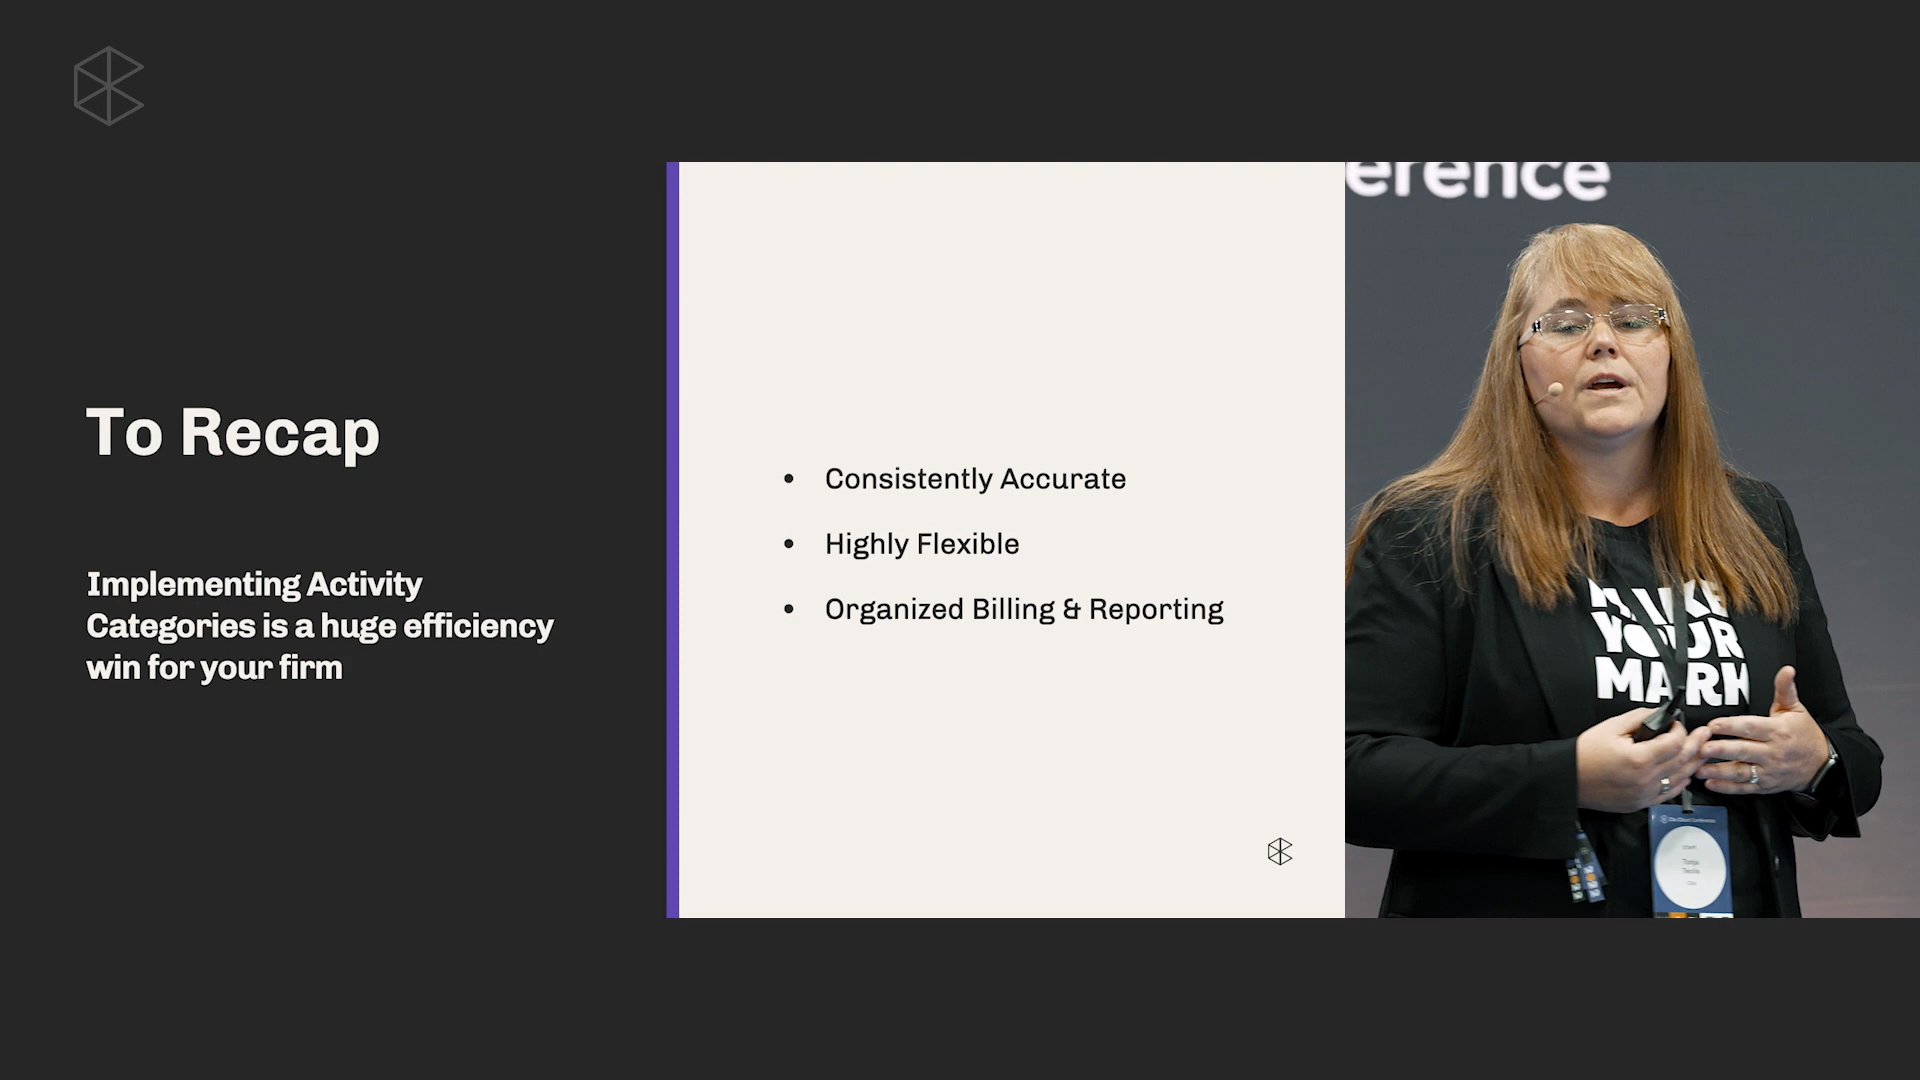 To Recap
Implementing Activity
Categories is a huge efficiency
win for your firm
• Consistently Accurate
• Highly Flexible
• Organized Billing & Reporting
erence
MAKE
YOUR
MARK